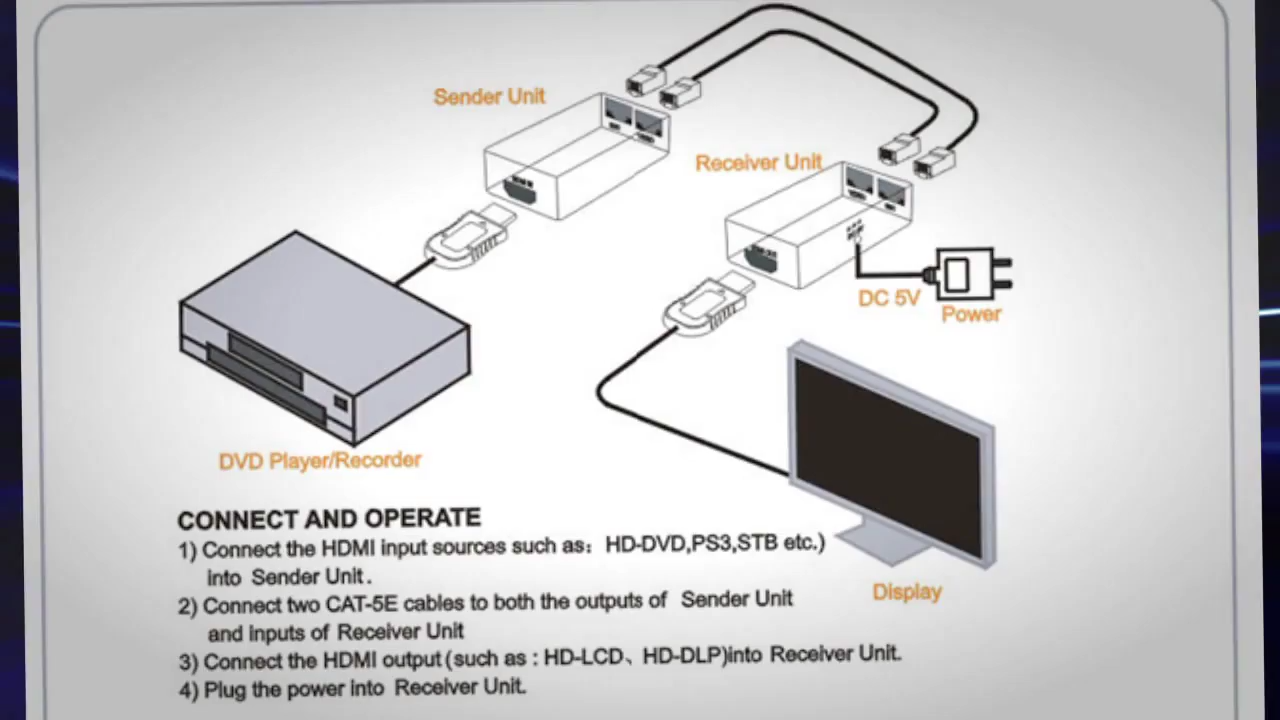 Sender Unit
Receiver Unit
DC 5V
Power
DVD Player/Recorder
Display
CONNECT AND OPERATE
1) Connect the HDMI input sources such as: HD-DVD,PS3,STB etc.)
into Sender Unit.
2) Connect two CAT-5E cables to both the outputs of Sender Unit
and inputs of Receiver Unit
3) Connect the HDMI output(such as : HD-LCD、HD-DLP)into Receiver Unit.
4) Plug the power into Receiver Unit.